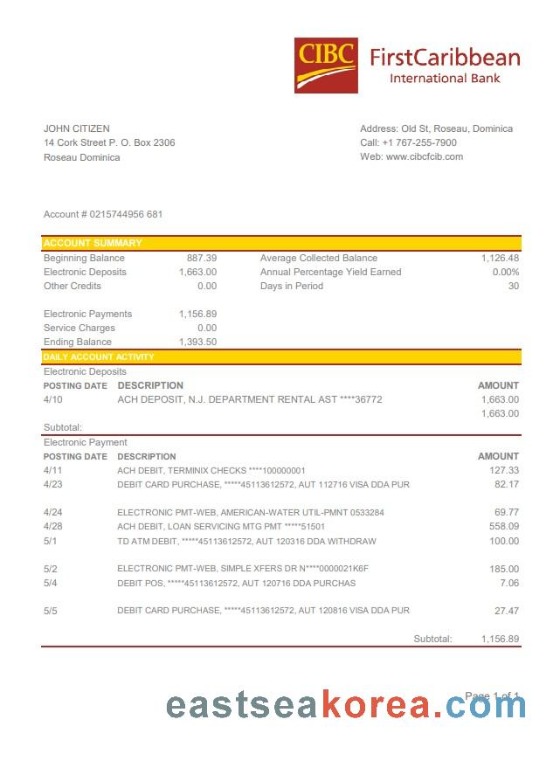 CIBC
FirstCaribbean
International Bank
JOHN CITIZEN
14 Cork Street P. O. Box 2306
Roseau Dominica
Address: Old St, Roseau, Dominica
Call: +1 767-255-7900
Web: www.cibcfcib.com
Account # 0215744956 681
ACCOUNT SUMMARY
Beginning Balance 887.39 Average Collected Balance 1,126.48
Electronic Deposits 1,663.00 Annual Percentage Yield Earned 0.00%
Other Credits 0.00 Days in Period 30
Electronic Payments 1,156.89
Service Charges 0.00
Ending Balance 1,393.50
DAILY ACCOUNT ACTIVITY
Electronic Deposits
POSTING DATE DESCRIPTION AMOUNT
4/10 ACH DEPOSIT, N.J. DEPARTMENT RENTAL AST ****36772 1,663.00
1,663.00
Subtotal:
Electronic Payment
POSTING DATE DESCRIPTION AMOUNT
4/11 ACH DEBIT, TERMINIX CHECKS ****100000001 127.33
4/23 DEBIT CARD PURCHASE, *****45113612572, AUT 112716 VISA DDA PUR 82.17
4/24 ELECTRONIC PMT-WEB, AMERICAN-WATER UTIL-PMNT 0533284 69.77
4/28 ACH DEBIT, LOAN SERVICING MTG PMT *****51501 558.09
5/1 TD ATM DEBIT, *****45113612572, AUT 120316 DDA WITHDRAW 100.00
5/2 ELECTRONIC PMT-WEB, SIMPLE XFERS DR N****0000021K6F 185.00
5/4 DEBIT POS, *****45113612572, AUT 120716 DDA PURCHAS 7.06
5/5 DEBIT CARD PURCHASE, *****45113612572, AUT 120816 VISA DDA PUR 27.47
Subtotal: 1,156.89
Page 1 of 1
eastseakorea.com